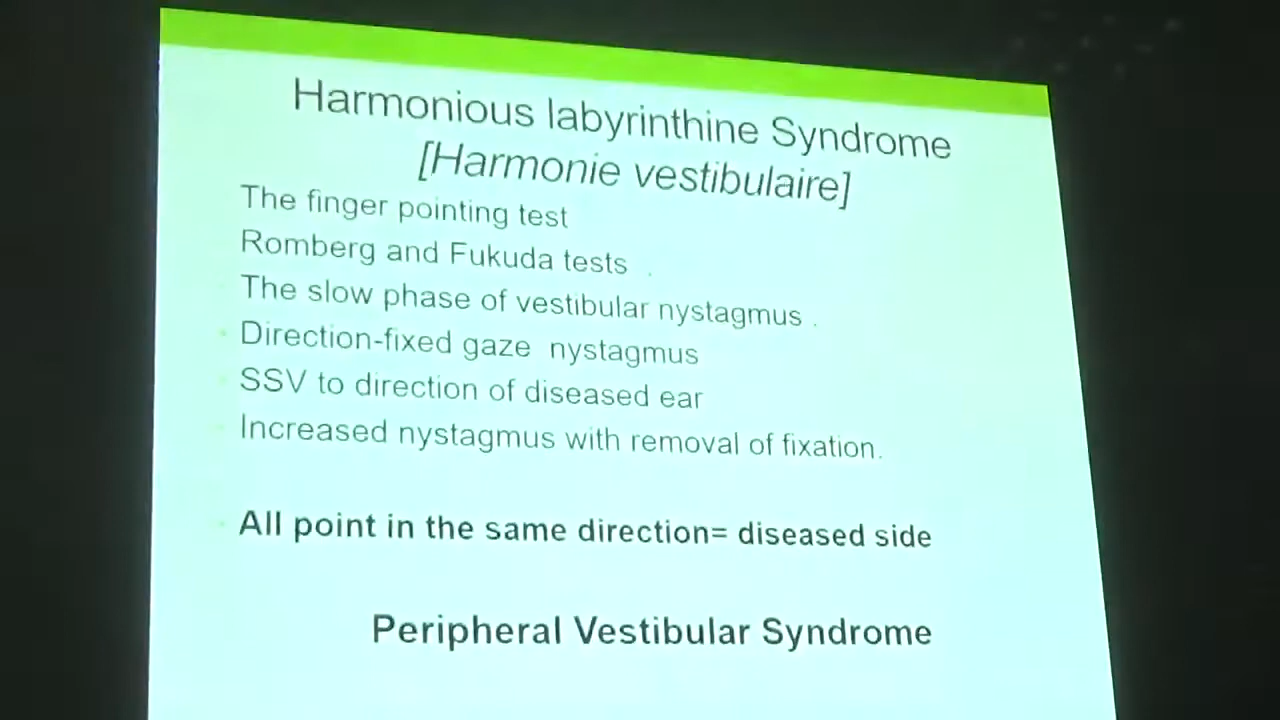 Harmonious labyrinthine Syndrome
[Harmonie vestibulaire]
The finger pointing test
Romberg and Fukuda tests .
The slow phase of vestibular nystagmus .
Direction-fixed gaze nystagmus
SSV to direction of diseased ear
Increased nystagmus with removal of fixation.
All point in the same direction= diseased side
Peripheral Vestibular Syndrome